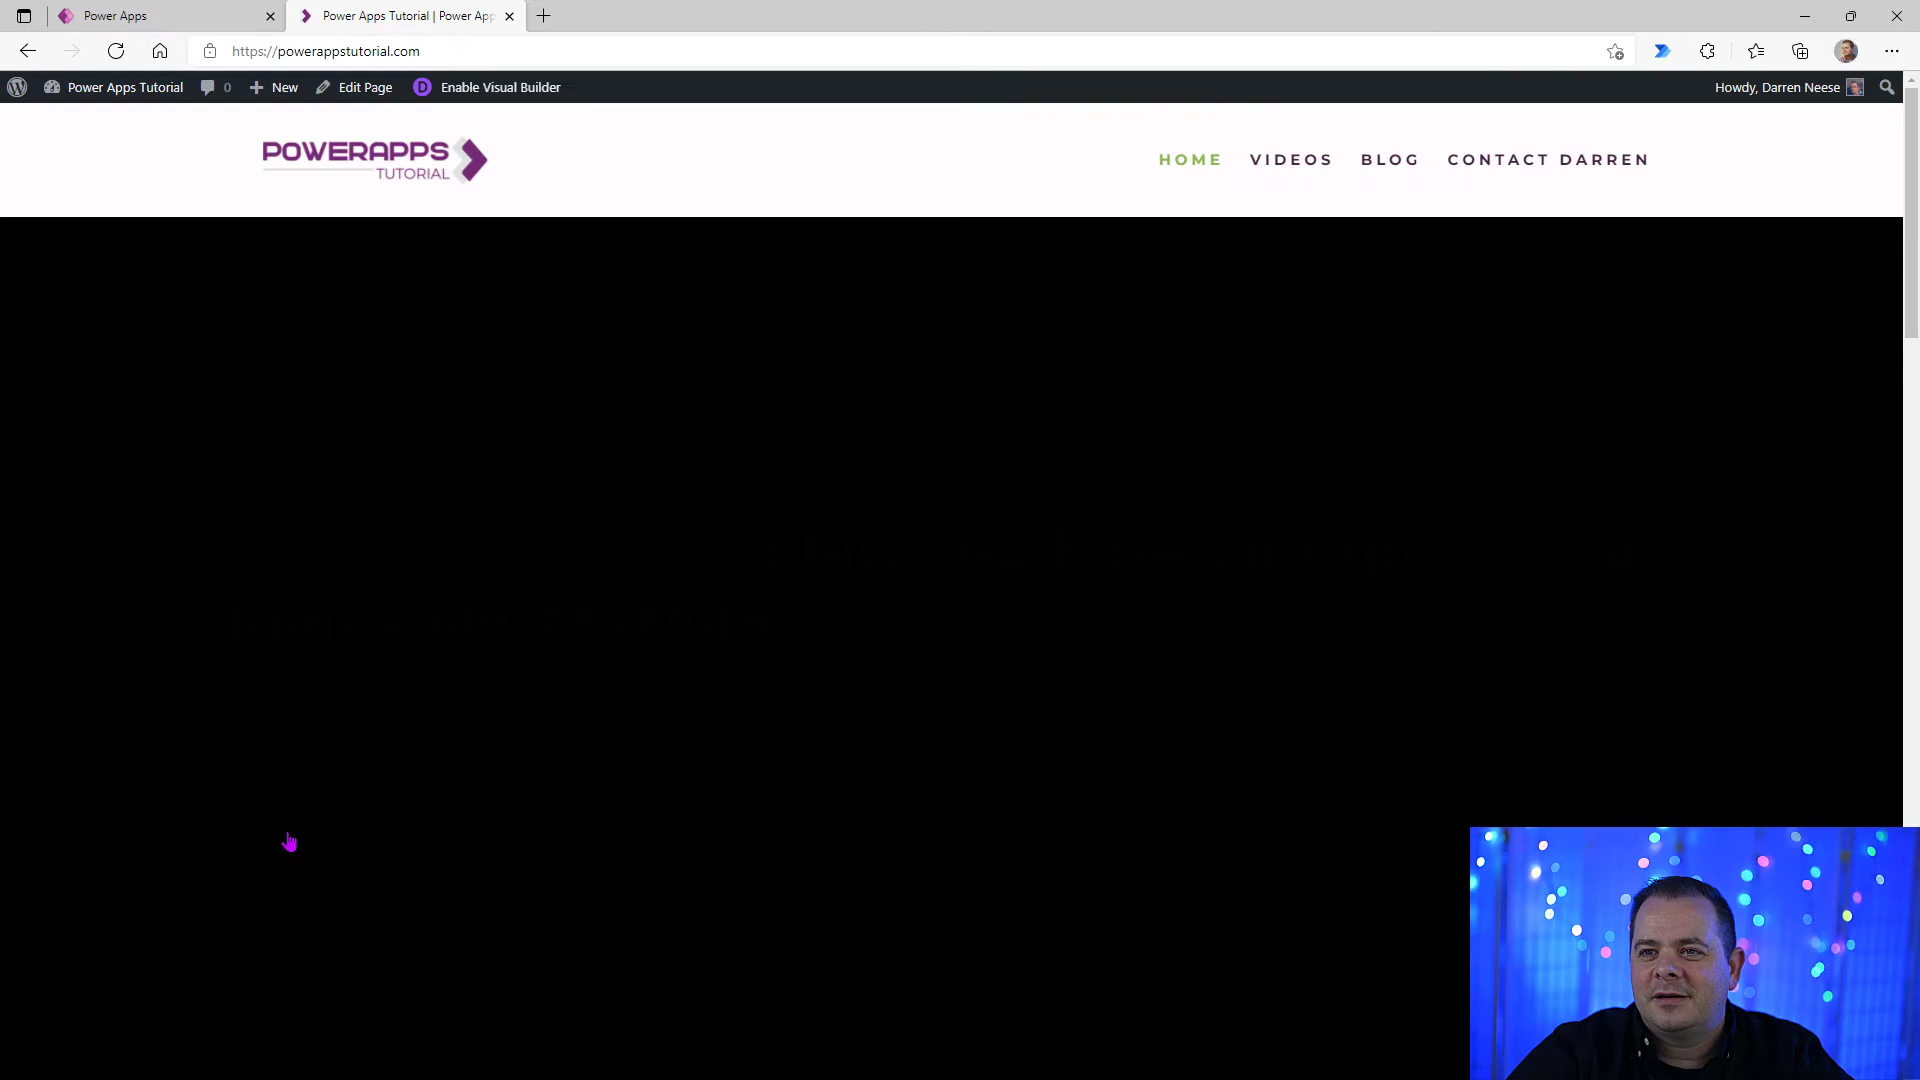 Power Apps
Power Apps Tutorial | Power App
https://powerappstutorial.com
Power Apps Tutorial 0 New Edit Page D Enable Visual Builder Howdy, Darren Neese
POWERAPPS
TUTORIAL
HOME VIDEOS BLOG CONTACT DARREN